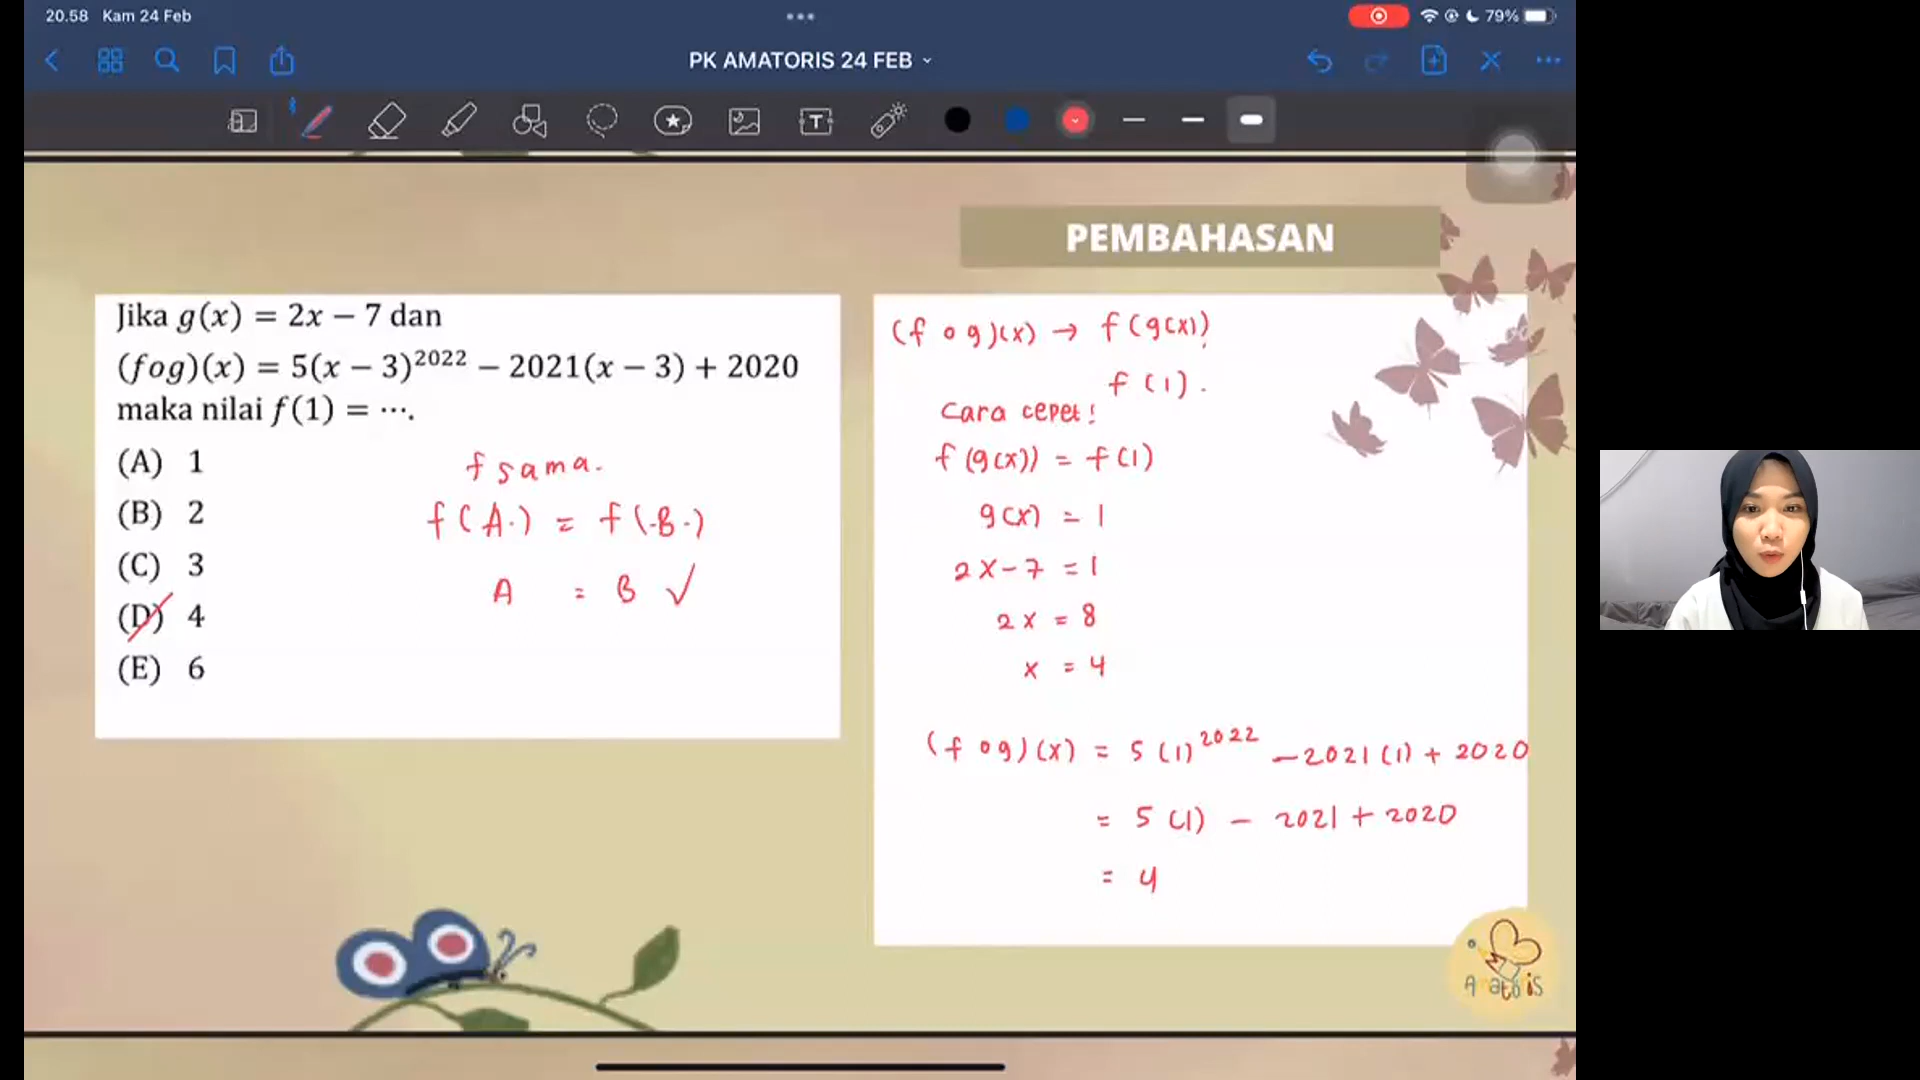 20.58 Kam 24 Feb
79%
PK AMATORIS 24 FEB
T
PEMBAHASAN
Jika g(x) = 2x − 7 dan
(fog)(x) = 5(x − 3)²⁰²² − 2021(x − 3) + 2020
maka nilai f(1) = ⋯.
(A) 1
(B) 2
(C) 3
(D) 4
(E) 6
f sama.
f(A.) = f(.B.)
A = B ✓
(f o g)(x) → f(g(x))
f(1).
Cara cepet!
f(g(x)) = f(1)
g(x) = 1
2x − 7 = 1
2x = 8
x = 4
(f o g)(x) = 5(1)²⁰²² − 2021(1) + 2020
= 5(1) − 2021 + 2020
= 4
Amatoris